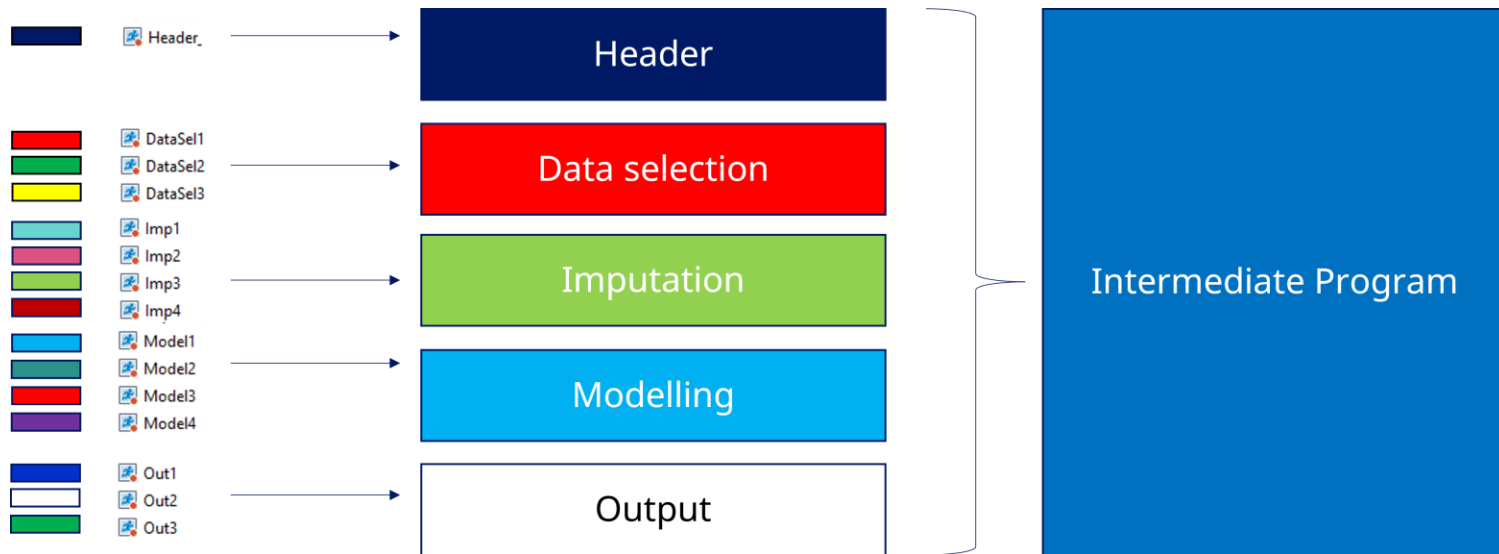 Header_
Header
DataSel1
DataSel2
DataSel3
Data selection
Imp1
Imp2
Imp3
Imp4
Imputation
Model1
Model2
Model3
Model4
Modelling
Out1
Out2
Out3
Output
Intermediate Program